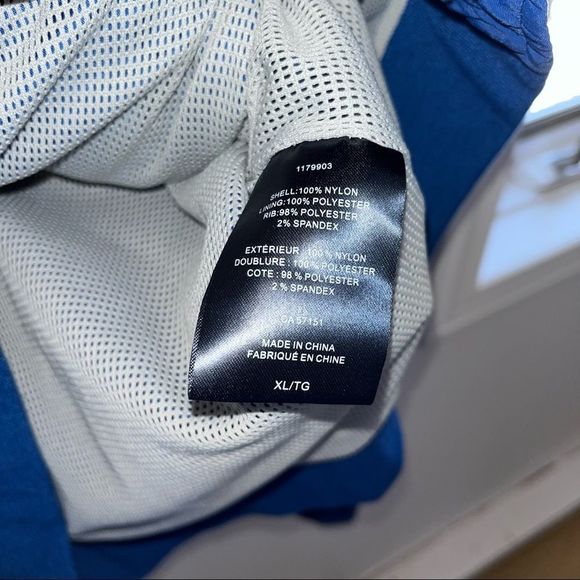 1179903
SHELL:100% NYLON
LINING:100% POLYESTER
RIB:98% POLYESTER
2% SPANDEX
EXTÉRIEUR : 100% NYLON
DOUBLURE : 100% POLYESTER
COTE : 98 % POLYESTER
2 % SPANDEX
CA 57151
MADE IN CHINA
FABRIQUÉ EN CHINE
XL/TG